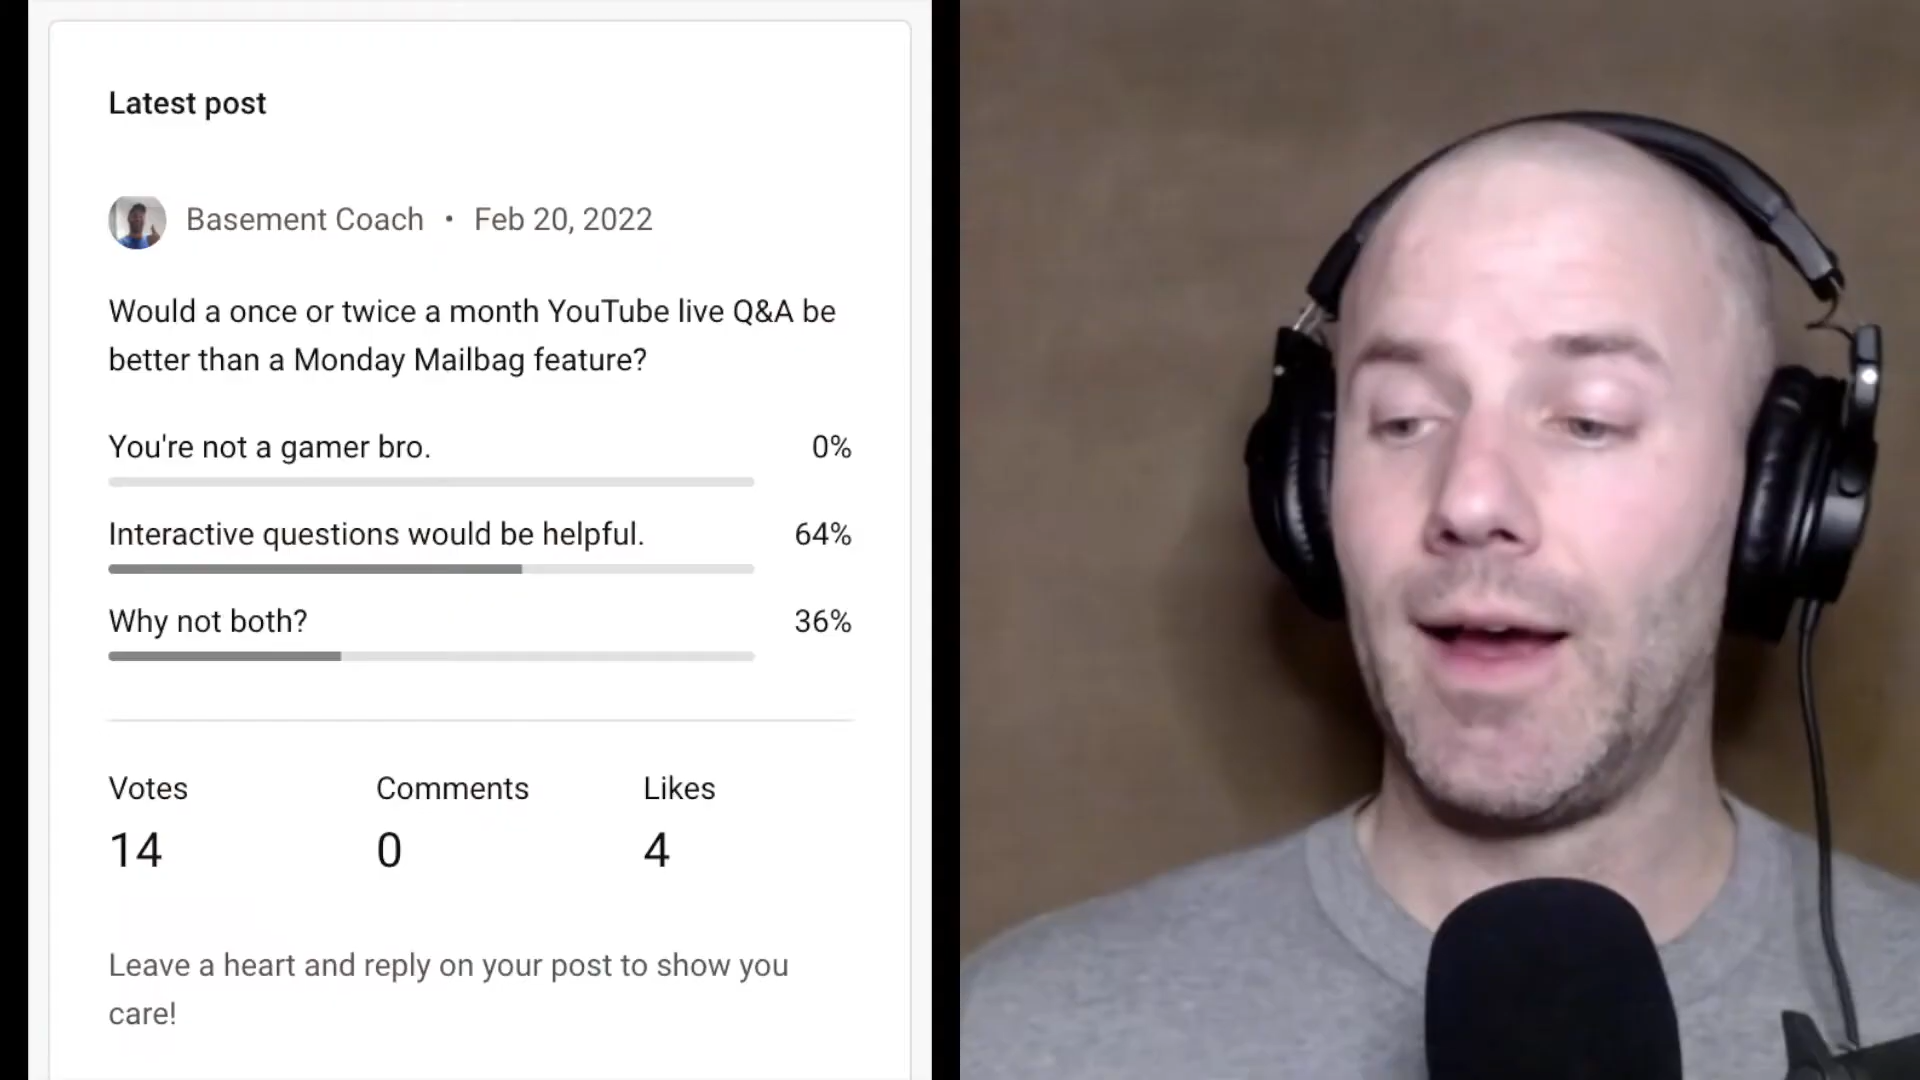 Latest post
Basement Coach • Feb 20, 2022
Would a once or twice a month YouTube live Q&A be
better than a Monday Mailbag feature?
You're not a gamer bro. 0%
Interactive questions would be helpful. 64%
Why not both? 36%
Votes Comments Likes
14 0 4
Leave a heart and reply on your post to show you
care!